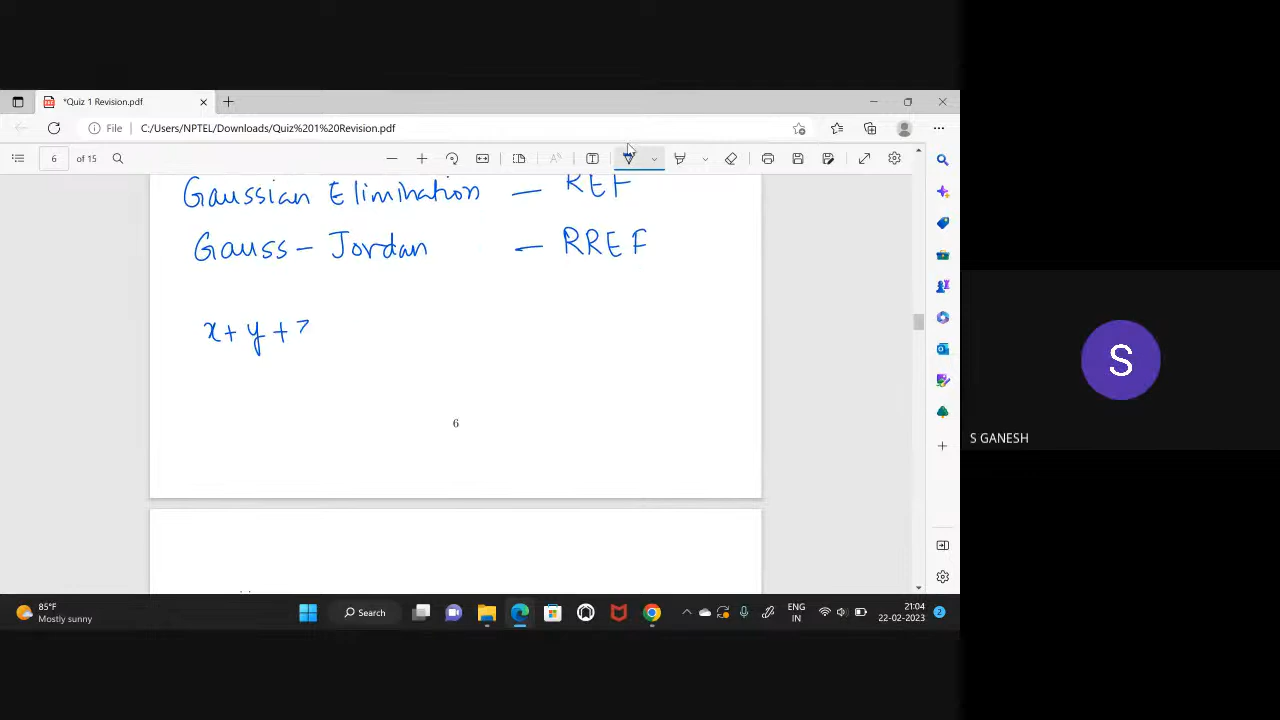 *Quiz 1 Revision.pdf
File C:/Users/NPTEL/Downloads/Quiz%201%20Revision.pdf
6 of 15
Gaussian Elimination — REF
Gauss - Jordan — RREF
x + y +
6
S
S GANESH
85°F
Mostly sunny
Search
ENG
IN
21:04
22-02-2023
2